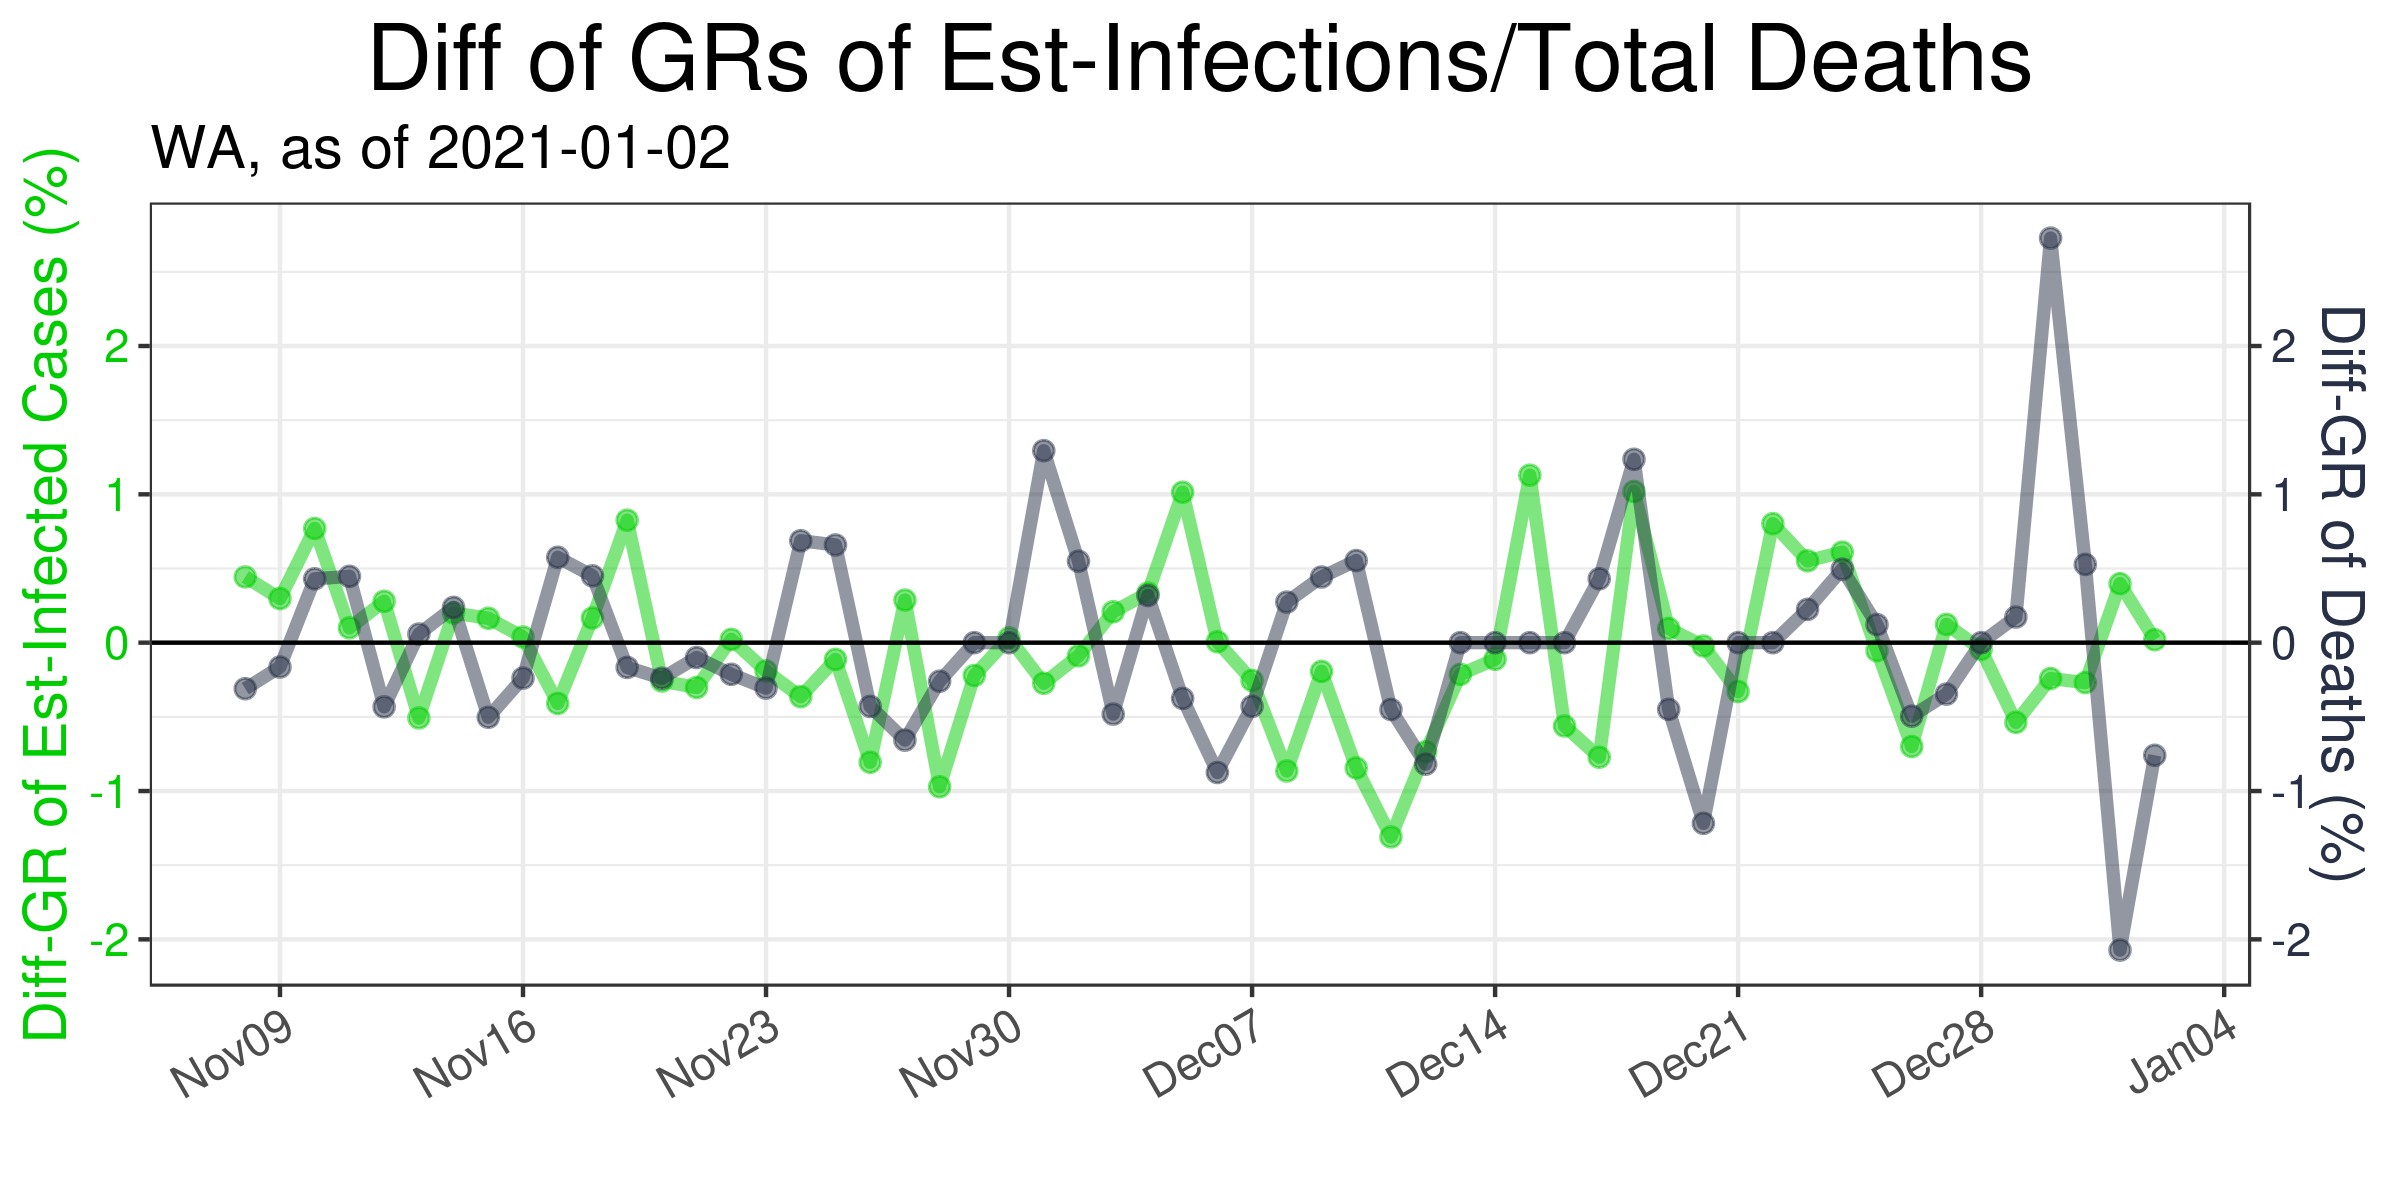 Diff of GRs of Est-Infections/Total Deaths
WA, as of 2021-01-02
Diff-GR of Est-Infected Cases (%)
2
1
0
-1
-2
2
1
0
-1
-2
Diff-GR of Deaths (%)
Nov09
Nov16
Nov23
Nov30
Dec07
Dec14
Dec21
Dec28
Jan04